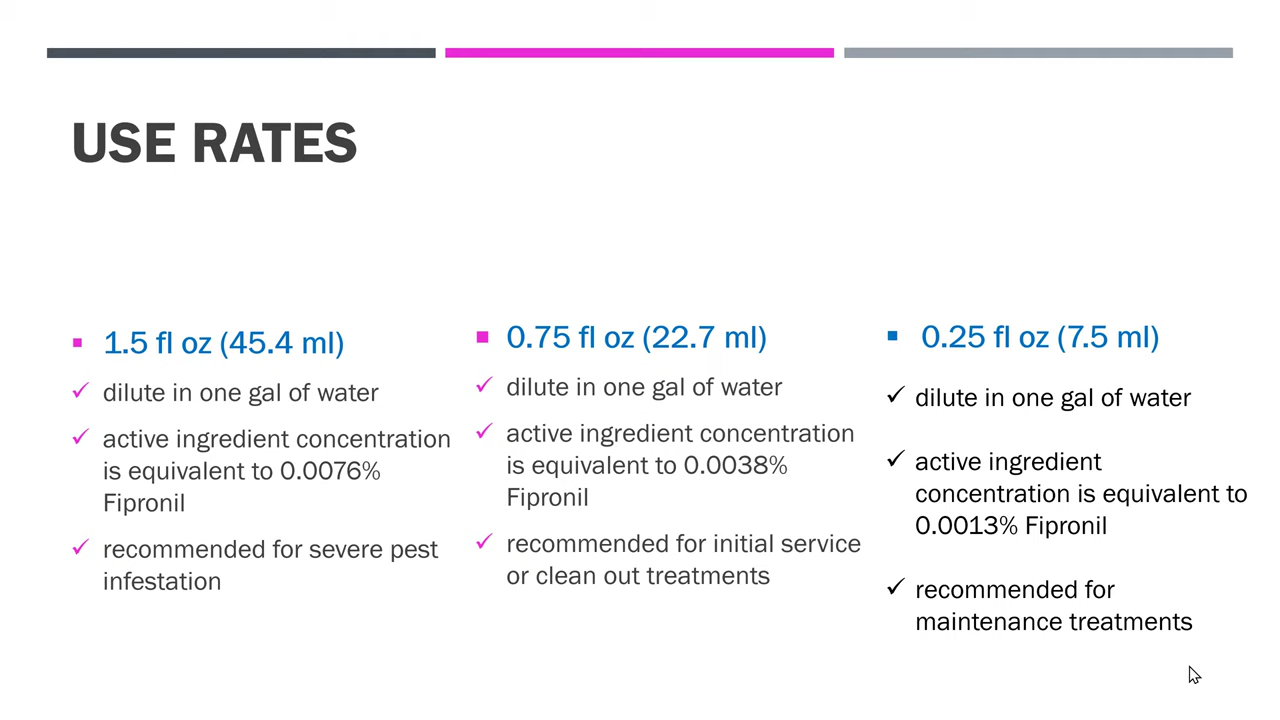 USE RATES
1.5 fl oz (45.4 ml)
dilute in one gal of water
active ingredient concentration
is equivalent to 0.0076%
Fipronil
recommended for severe pest
infestation
0.75 fl oz (22.7 ml)
dilute in one gal of water
active ingredient concentration
is equivalent to 0.0038%
Fipronil
recommended for initial service
or clean out treatments
0.25 fl oz (7.5 ml)
dilute in one gal of water
active ingredient
concentration is equivalent to
0.0013% Fipronil
recommended for
maintenance treatments